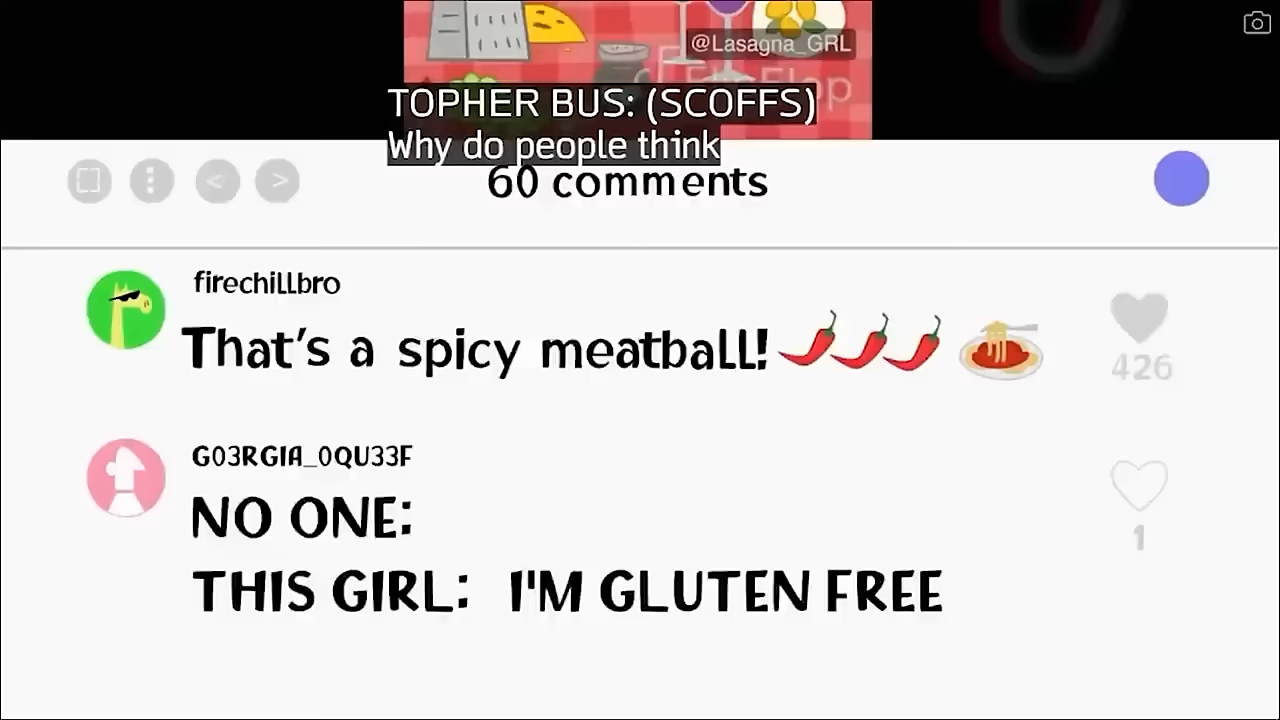 @Lasagna_GRL
TOPHER BUS: (SCOFFS)
Why do people think
60 comments
firechillbro
That's a spicy meatball!
426
G03RGIA_0QU33F
NO ONE:
1
THIS GIRL: I'M GLUTEN FREE